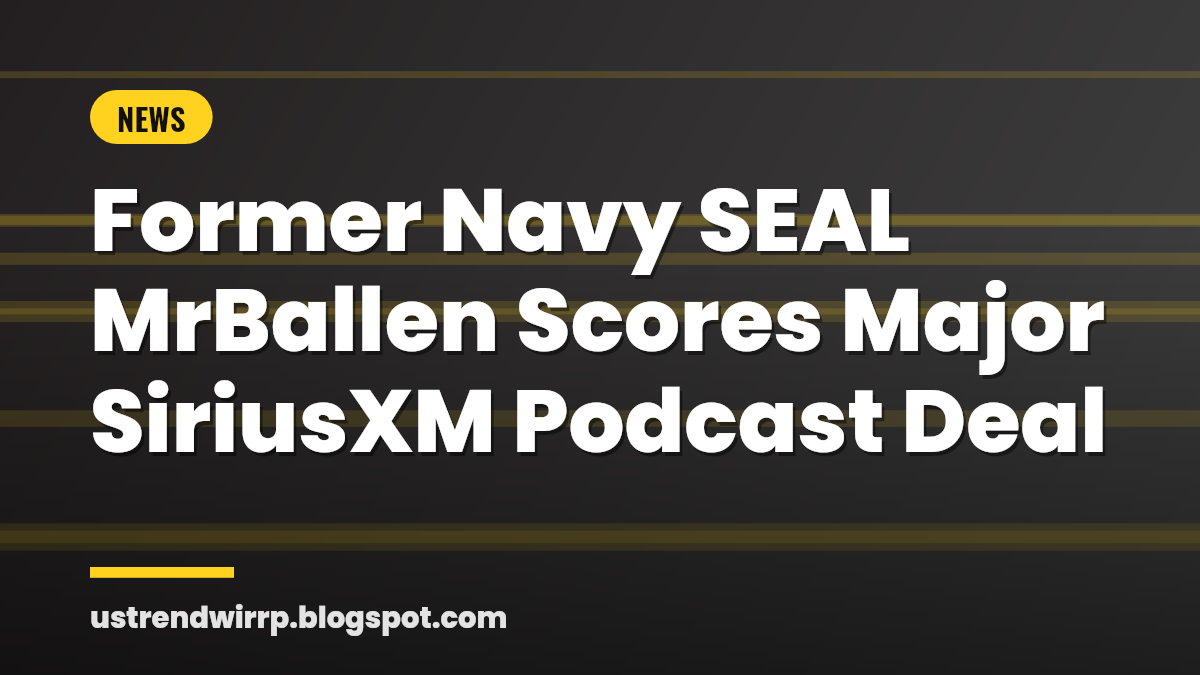 NEWS
Former Navy SEAL
MrBallen Scores Major
SiriusXM Podcast Deal
ustrendwirrp.blogspot.com